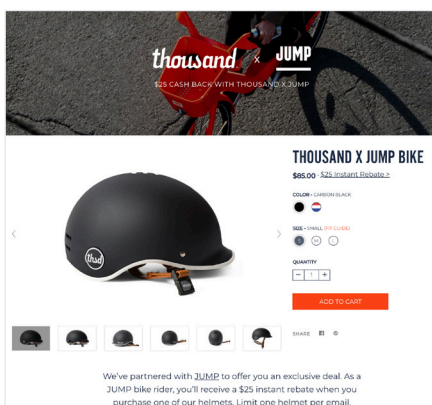 thousand x JUMP
$25 CASH BACK WITH THOUSAND X JUMP
THOUSAND X JUMP BIKE
$85.00 - $25 Instant Rebate >
COLOR - CARBON BLACK
SIZE - SMALL (FIT GUIDE)
S M L
QUANTITY
- 1 +
ADD TO CART
thsd
SHARE
We've partnered with JUMP to offer you an exclusive deal. As a
JUMP bike rider, you'll receive a $25 instant rebate when you
purchase one of our helmets. Limit one helmet per email.